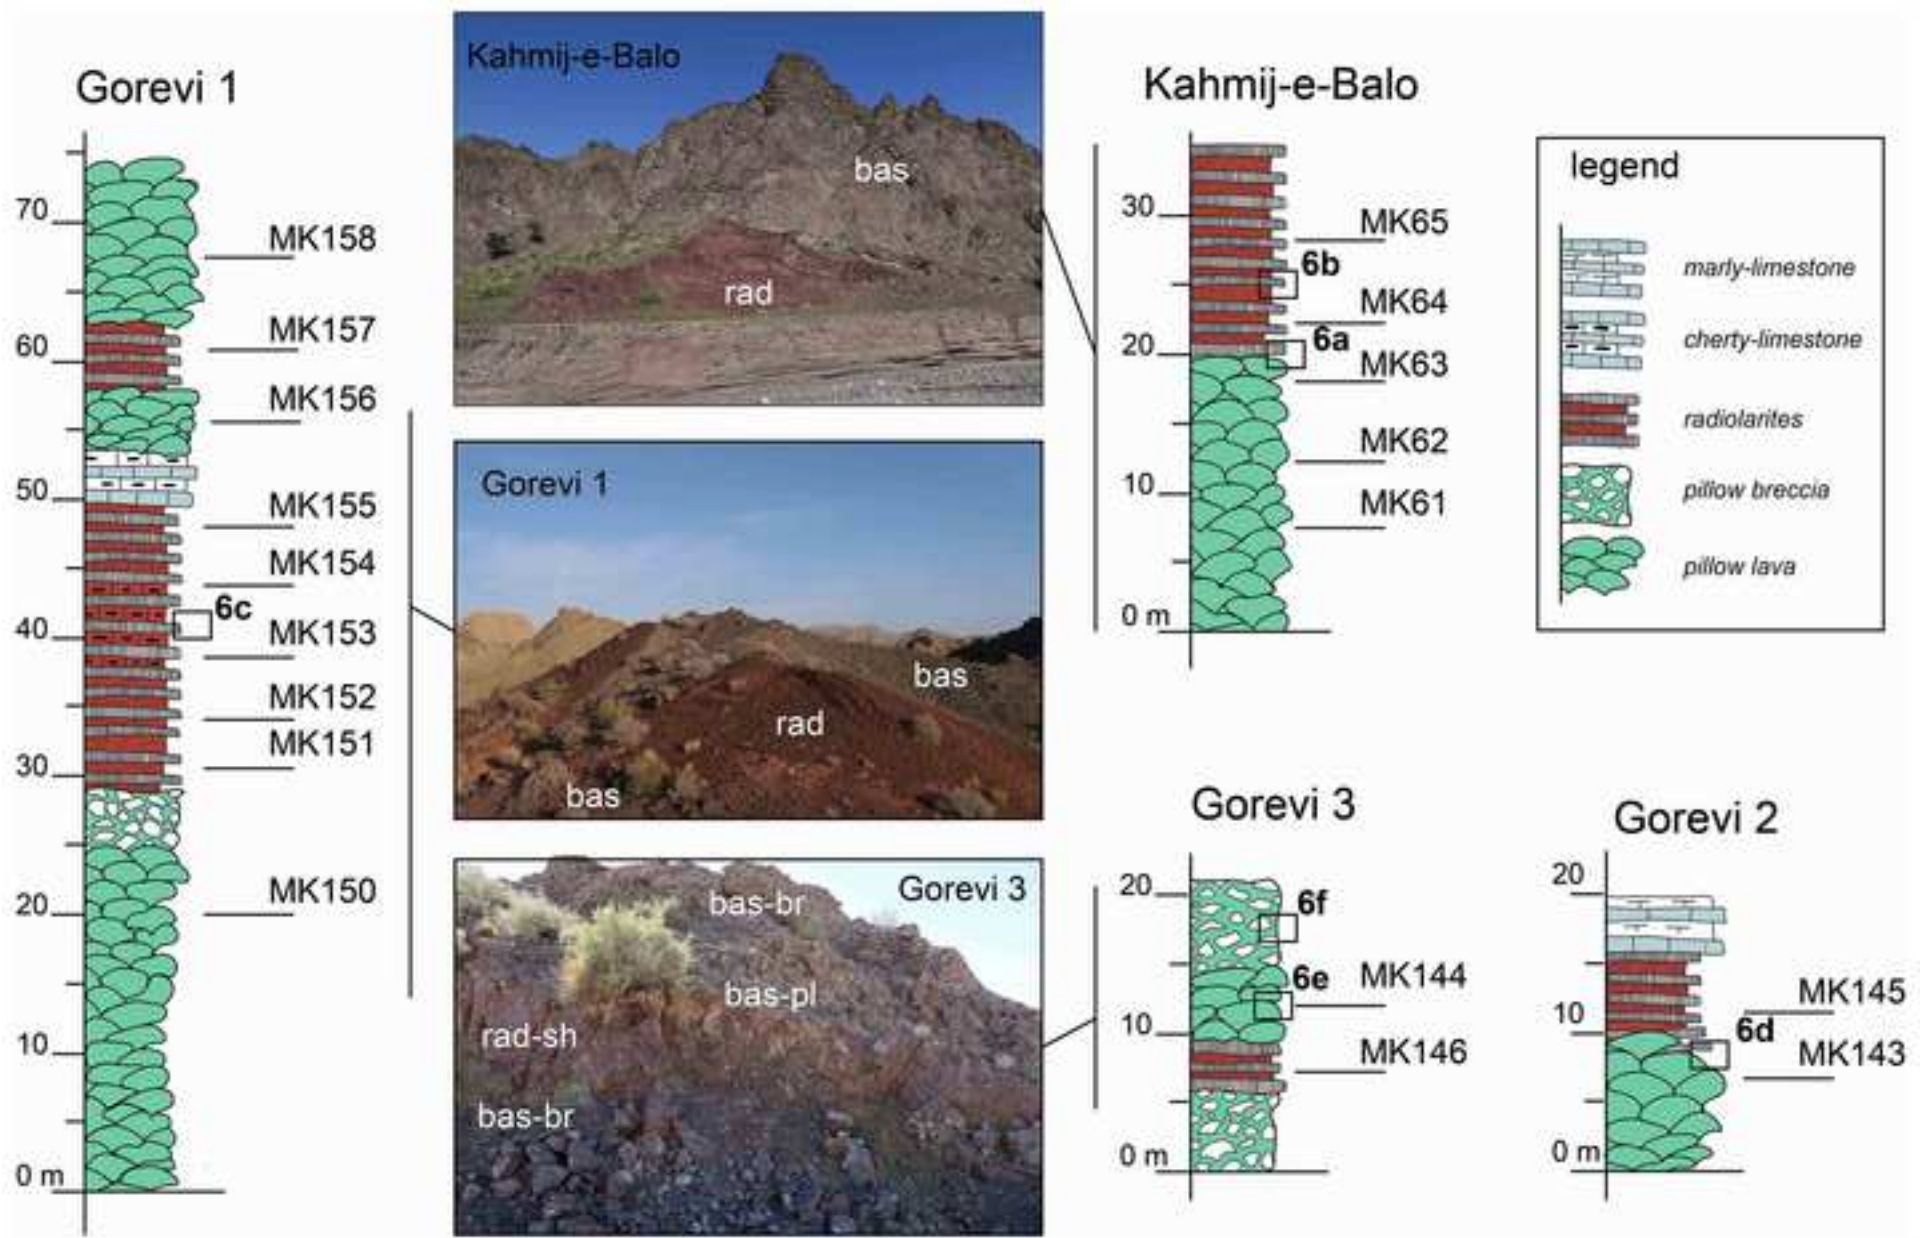 Gorevi 1
70
60
50
40
30
20
10
0 m
MK158
MK157
MK156
MK155
MK154
6c
MK153
MK152
MK151
MK150
Kahmij-e-Balo
bas
rad
Gorevi 1
bas
rad
bas
Gorevi 3
bas-br
bas-pl
rad-sh
bas-br
Kahmij-e-Balo
30
20
10
0 m
MK65
6b
MK64
6a
MK63
MK62
MK61
legend
marly-limestone
cherty-limestone
radiolarites
pillow breccia
pillow lava
Gorevi 3
20
10
0 m
6f
6e
MK144
MK146
Gorevi 2
20
10
0 m
MK145
6d
MK143